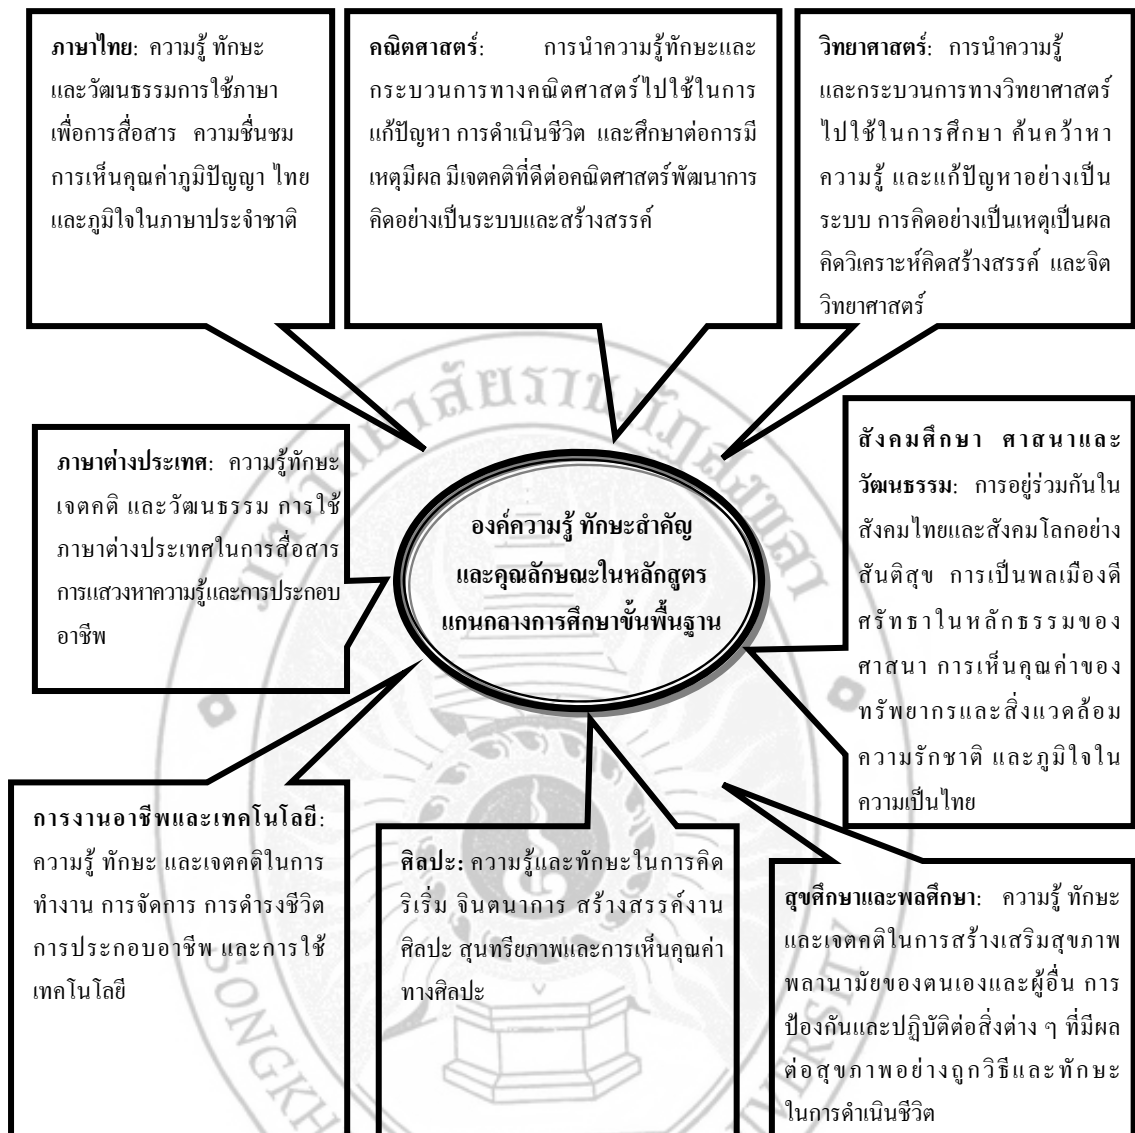 ภาษาไทย: ความรู้ ทักษะ
และวัฒนธรรมการใช้ภาษา
เพื่อการสื่อสาร ความชื่นชม
การเห็นคุณค่าภูมิปัญญา ไทย
และภูมิใจในภาษาประจำชาติ
คณิตศาสตร์: การนำความรู้ทักษะและ
กระบวนการทางคณิตศาสตร์ไปใช้ในการ
แก้ปัญหา การดำเนินชีวิต และศึกษาต่อการมี
เหตุมีผล มีเจตคติที่ดีต่อคณิตศาสตร์พัฒนาการ
คิดอย่างเป็นระบบและสร้างสรรค์
วิทยาศาสตร์: การนำความรู้
และกระบวนการทางวิทยาศาสตร์
ไปใช้ในการศึกษา ค้นคว้าหา
ความรู้ และแก้ปัญหาอย่างเป็น
ระบบ การคิดอย่างเป็นเหตุเป็นผล
คิดวิเคราะห์คิดสร้างสรรค์ และจิต
วิทยาศาสตร์
ภาษาต่างประเทศ: ความรู้ทักษะ
เจตคติ และวัฒนธรรม การใช้
ภาษาต่างประเทศในการสื่อสาร
การแสวงหาความรู้และการประกอบ
อาชีพ
องค์ความรู้ ทักษะสำคัญ
และคุณลักษณะในหลักสูตร
แกนกลางการศึกษาขั้นพื้นฐาน
สังคมศึกษา ศาสนาและ
วัฒนธรรม: การอยู่ร่วมกันใน
สังคมไทยและสังคมโลกอย่าง
สันติสุข การเป็นพลเมืองดี
ศรัทธาในหลักธรรมของ
ศาสนา การเห็นคุณค่าของ
ทรัพยากรและสิ่งแวดล้อม
ความรักชาติ และภูมิใจใน
ความเป็นไทย
การงานอาชีพและเทคโนโลยี:
ความรู้ ทักษะ และเจตคติในการ
ทำงาน การจัดการ การดำรงชีวิต
การประกอบอาชีพ และการใช้
เทคโนโลยี
ศิลปะ: ความรู้และทักษะในการคิด
ริเริ่ม จินตนาการ สร้างสรรค์งาน
ศิลปะ สุนทรียภาพและการเห็นคุณค่า
ทางศิลปะ
สุขศึกษาและพลศึกษา: ความรู้ ทักษะ
และเจตคติในการสร้างเสริมสุขภาพ
พลานามัยของตนเองและผู้อื่น การ
ป้องกันและปฏิบัติต่อสิ่งต่าง ๆ ที่มีผล
ต่อสุขภาพอย่างถูกวิธีและทักษะ
ในการดำเนินชีวิต